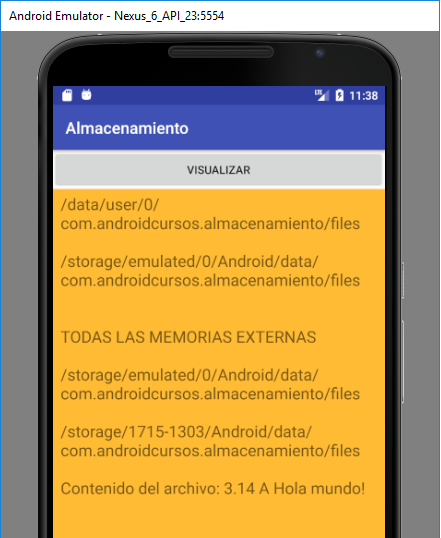 Android Emulator - Nexus_6_API_23:5554
LTE 11:38
Almacenamiento
VISUALIZAR
/data/user/0/
com.androidcursos.almacenamiento/files
/storage/emulated/0/Android/data/
com.androidcursos.almacenamiento/files
TODAS LAS MEMORIAS EXTERNAS
/storage/emulated/0/Android/data/
com.androidcursos.almacenamiento/files
/storage/1715-1303/Android/data/
com.androidcursos.almacenamiento/files
Contenido del archivo: 3.14 A Hola mundo!